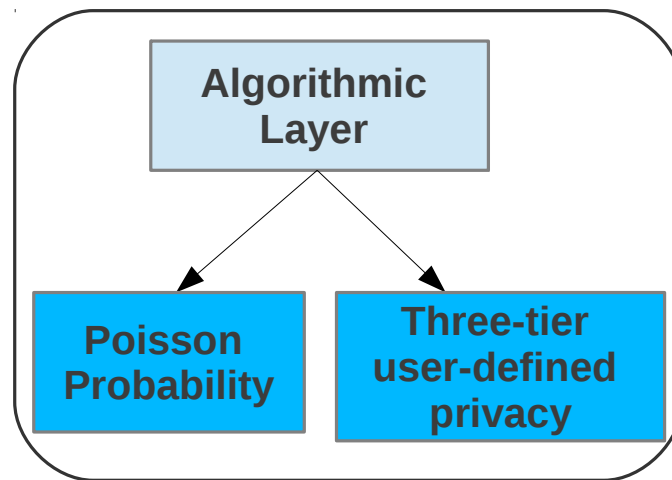 Algorithmic
Layer
Poisson
Probability
Three-tier
user-defined
privacy